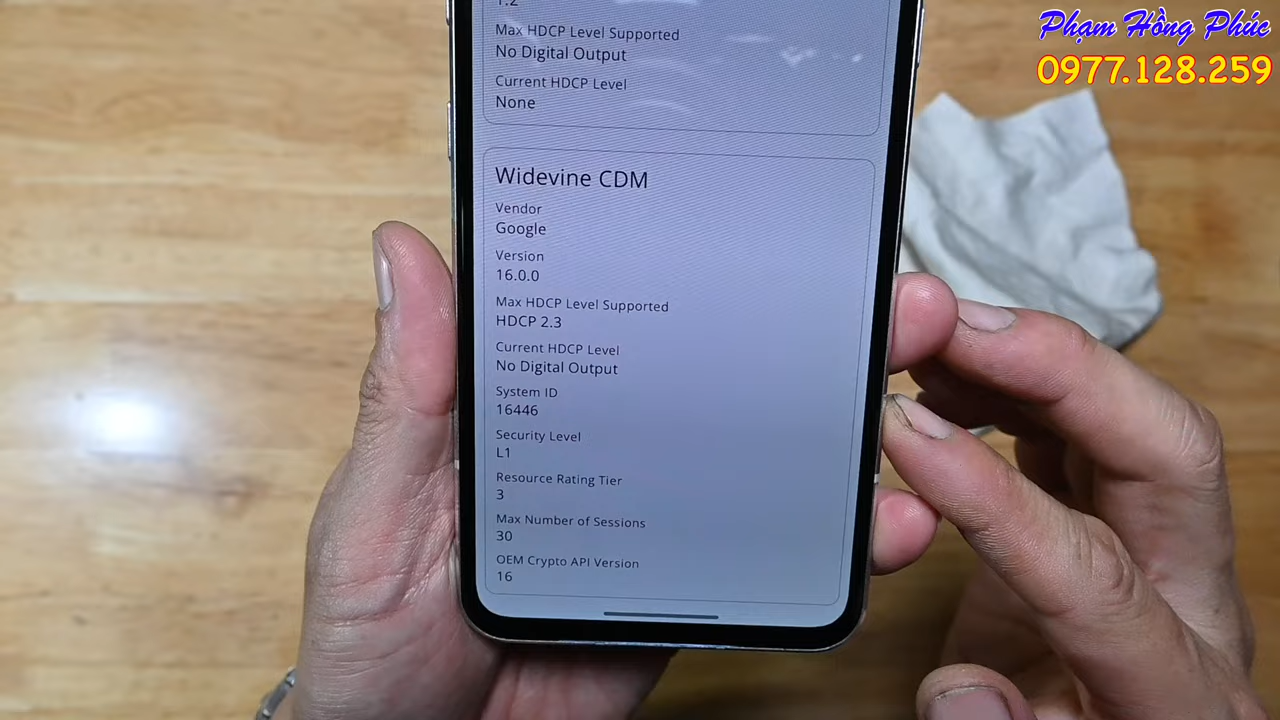 Phạm Hồng Phúc
0977.128.259
1.2
Max HDCP Level Supported
No Digital Output
Current HDCP Level
None
Widevine CDM
Vendor
Google
Version
16.0.0
Max HDCP Level Supported
HDCP 2.3
Current HDCP Level
No Digital Output
System ID
16446
Security Level
L1
Resource Rating Tier
3
Max Number of Sessions
30
OEM Crypto API Version
16